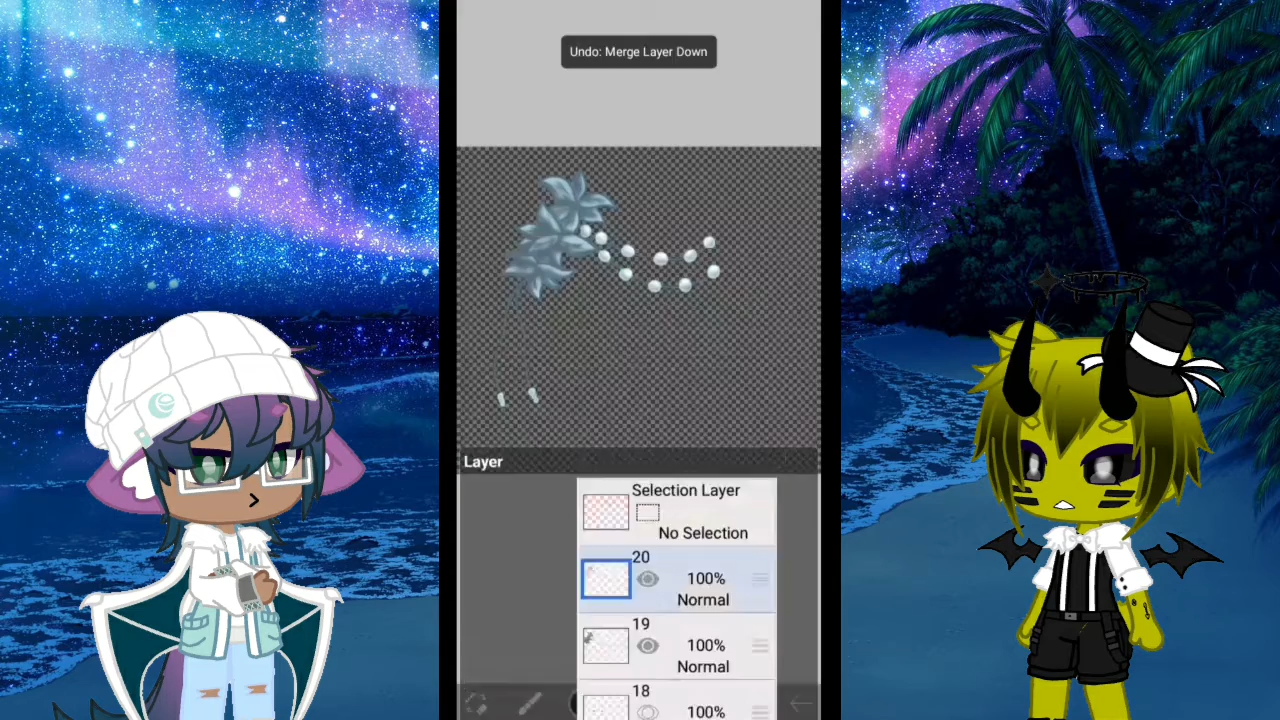 Undo: Merge Layer Down
Layer
Selection Layer
No Selection
20
100%
Normal
19
100%
Normal
18
100%